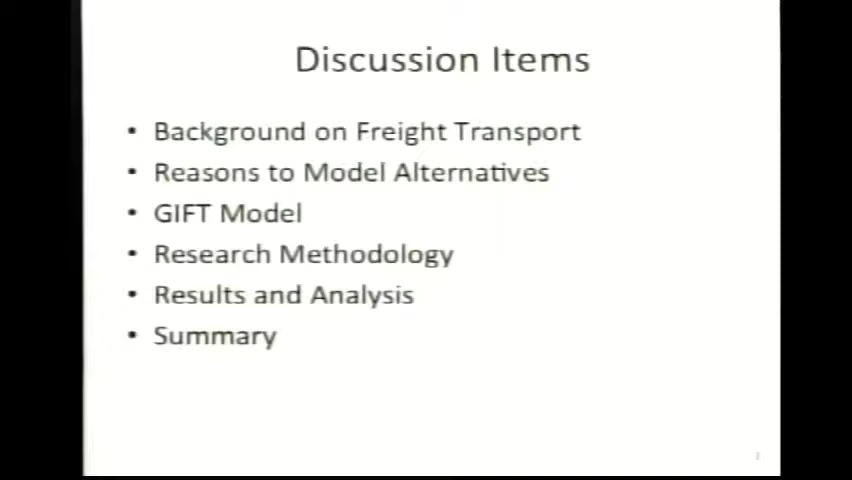 Discussion Items
• Background on Freight Transport
• Reasons to Model Alternatives
• GIFT Model
• Research Methodology
• Results and Analysis
• Summary